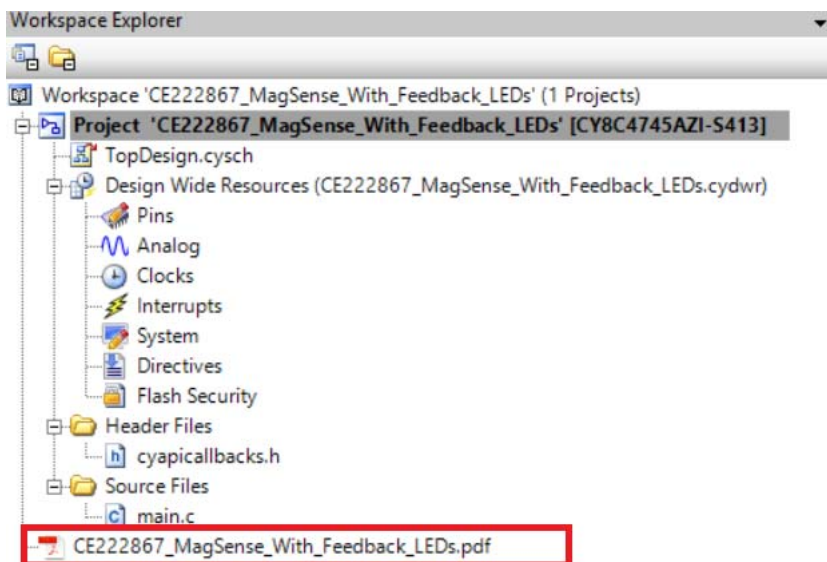 Workspace Explorer
Workspace 'CE222867_MagSense_With_Feedback_LEDs' (1 Projects)
Project 'CE222867_MagSense_With_Feedback_LEDs' [CY8C4745AZI-S413]
TopDesign.cysch
Design Wide Resources (CE222867_MagSense_With_Feedback_LEDs.cydwr)
Pins
Analog
Clocks
Interrupts
System
Directives
Flash Security
Header Files
cyapicallbacks.h
Source Files
main.c
CE222867_MagSense_With_Feedback_LEDs.pdf